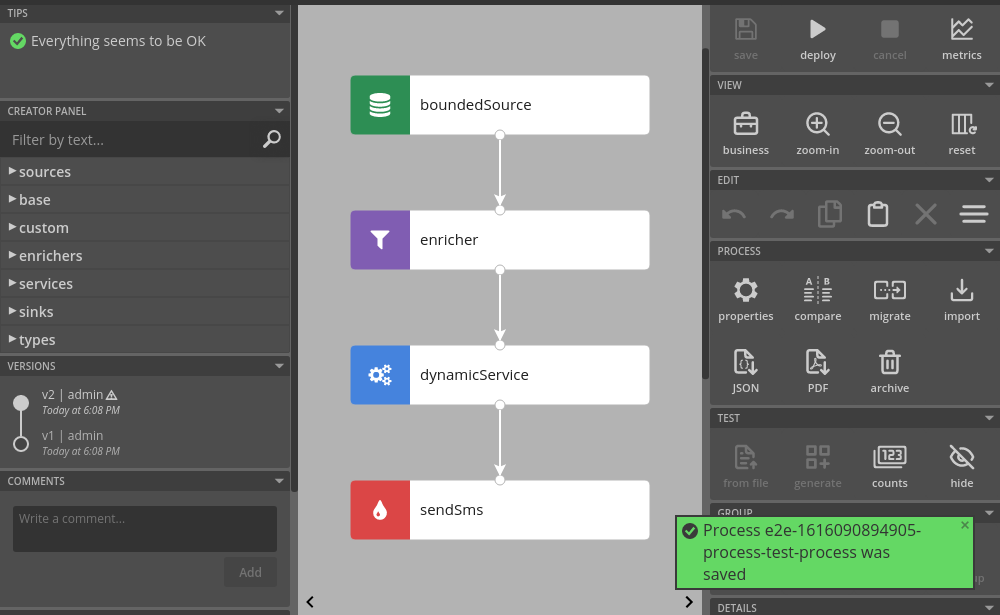 TIPS
Everything seems to be OK
CREATOR PANEL
Filter by text...
sources
base
custom
enrichers
services
sinks
types
VERSIONS
v2 | admin
Today at 6:08 PM
v1 | admin
Today at 6:08 PM
COMMENTS
Write a comment...
Add
boundedSource
enricher
dynamicService
sendSms
save deploy cancel metrics
VIEW
business zoom-in zoom-out reset
EDIT
PROCESS
A B
properties compare migrate import
JSON PDF archive
TEST
123
from file generate counts hide
GROUP
Process e2e-1616090894905-
process-test-process was
saved
DETAILS